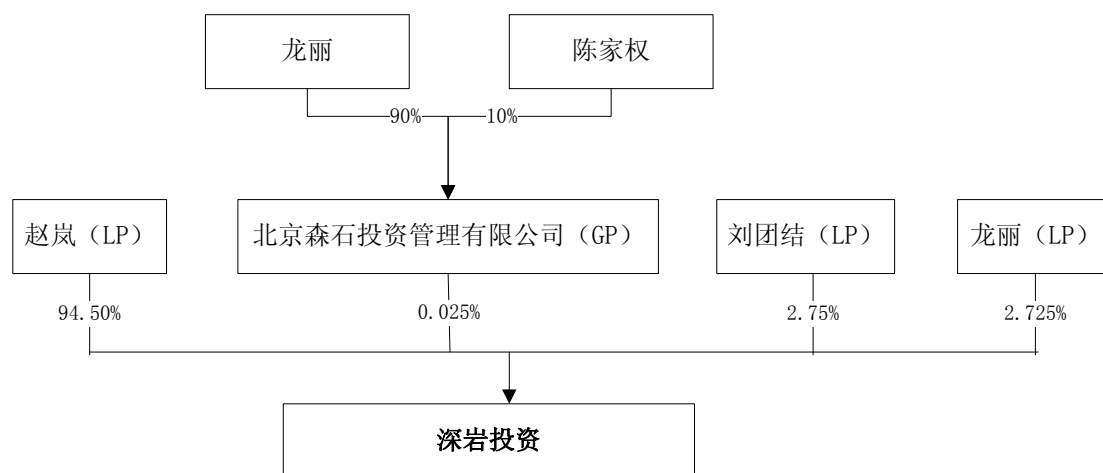 龙丽
陈家权
90%
10%
赵岚（LP）
北京森石投资管理有限公司（GP）
刘团结（LP）
龙丽（LP）
94.50%
0.025%
2.75%
2.725%
深岩投资